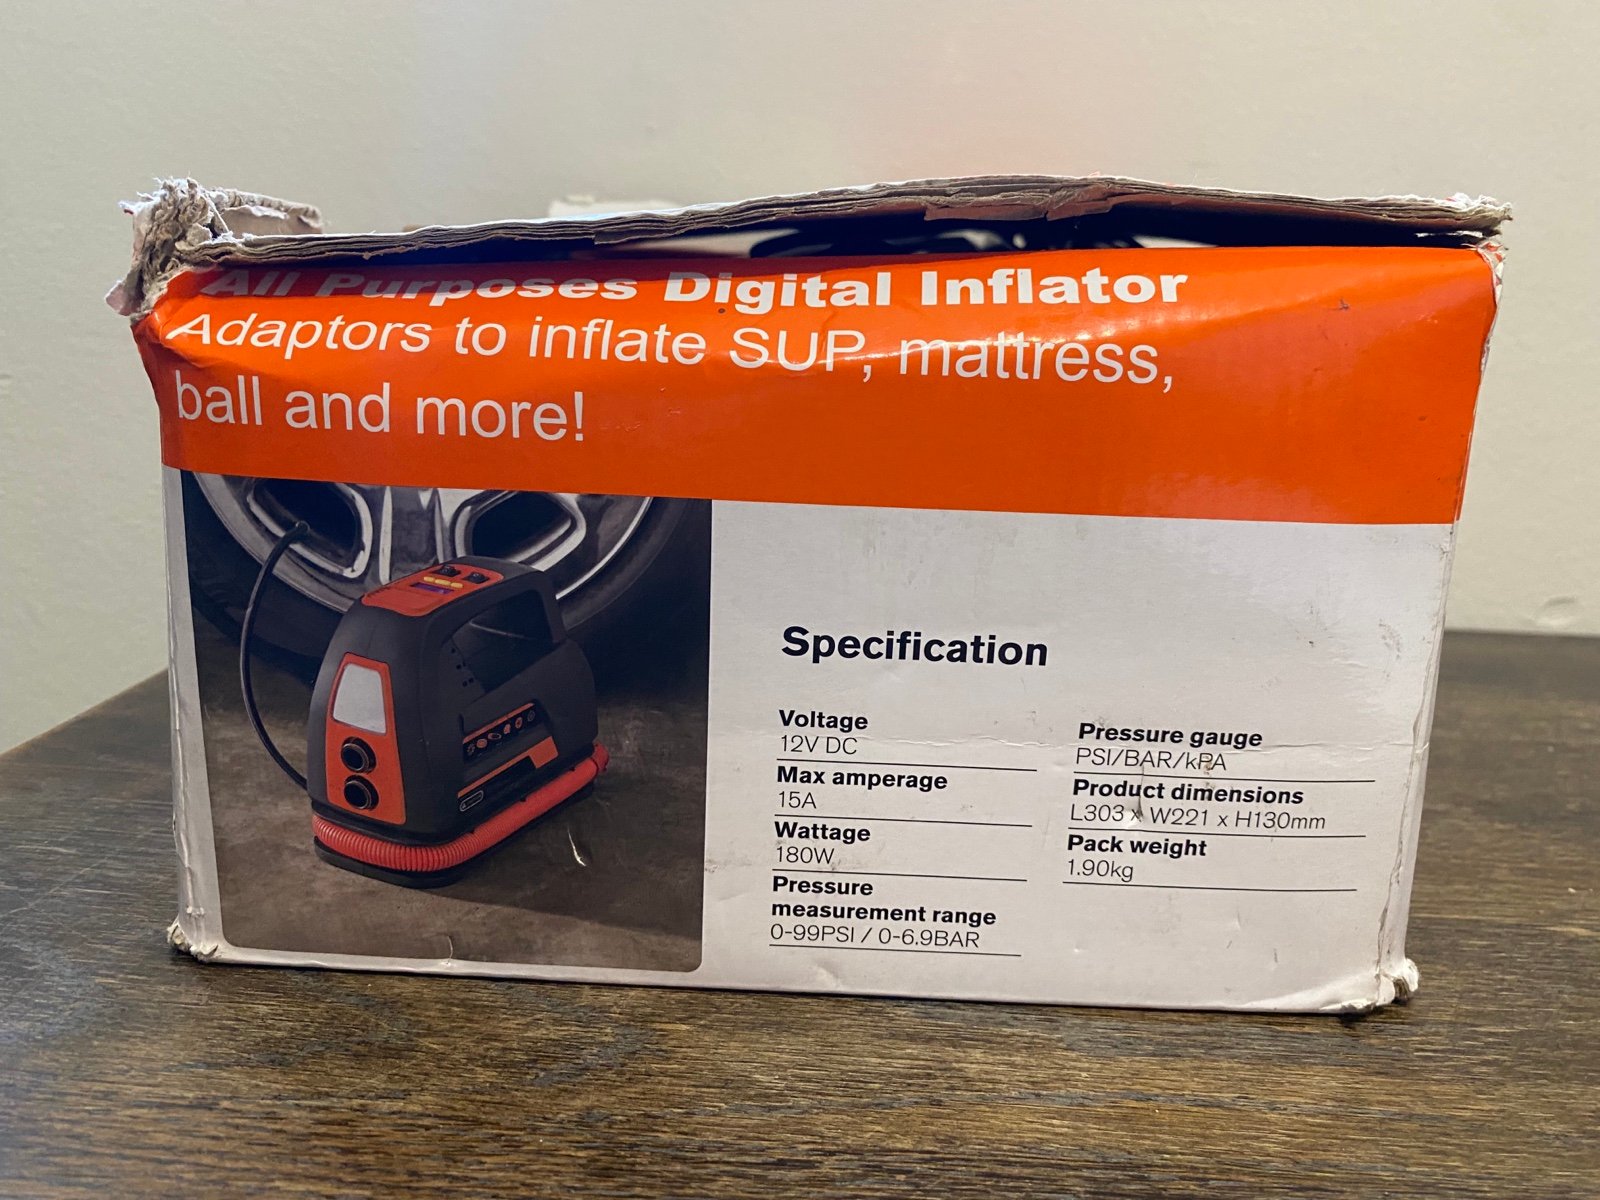 All Purposes Digital Inflator
Adaptors to inflate SUP, mattress,
ball and more!
Specification
Voltage
12V DC
Max amperage
15A
Wattage
180W
Pressure
measurement range
0-99PSI / 0-6.9BAR
Pressure gauge
PSI/BAR/kPA
Product dimensions
L303 x W221 x H130mm
Pack weight
1.90kg